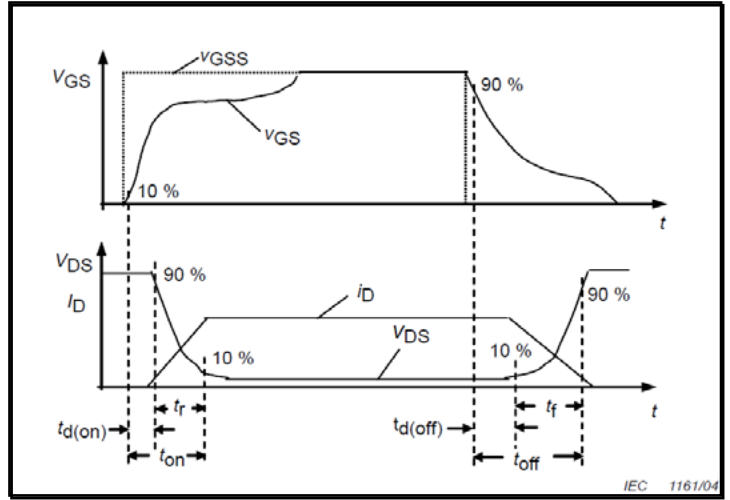 vGSS
VGS
90 %
vGS
10 %
t
VDS
90 %
iD
90 %
ID
VDS
10 %
10 %
tr
tf
t
td(on)
td(off)
ton
toff
IEC 1161/04